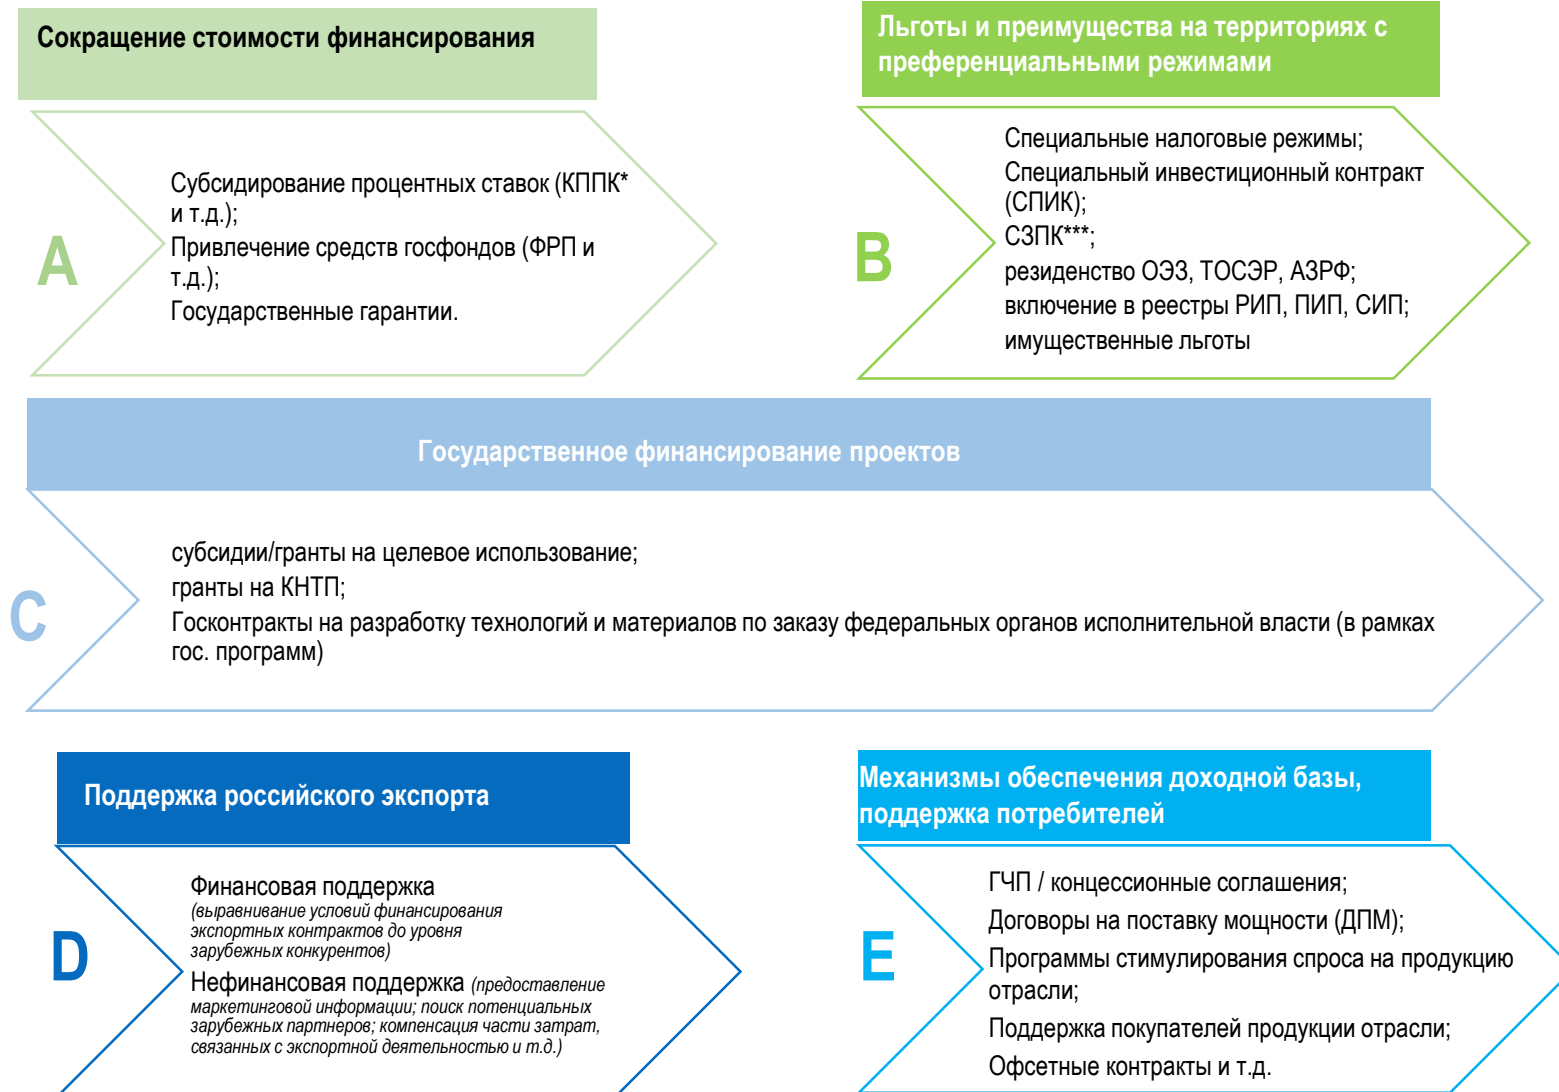 Сокращение стоимости финансирования
A
Субсидирование процентных ставок (КППК*
и т.д.);
Привлечение средств госфондов (ФРП и
т.д.);
Государственные гарантии.
Льготы и преимущества на территориях с
преференциальными режимами
B
Специальные налоговые режимы;
Специальный инвестиционный контракт
(СПИК);
СЗПК***;
резиденство ОЭЗ, ТОСЭР, АЗРФ;
включение в реестры РИП, ПИП, СИП;
имущественные льготы
Государственное финансирование проектов
C
субсидии/гранты на целевое использование;
гранты на КНТП;
Госконтракты на разработку технологий и материалов по заказу федеральных органов исполнительной власти (в рамках
гос. программ)
Поддержка российского экспорта
D
Финансовая поддержка
(выравнивание условий финансирования
экспортных контрактов до уровня
зарубежных конкурентов)
Нефинансовая поддержка (предоставление
маркетинговой информации; поиск потенциальных
зарубежных партнеров; компенсация части затрат,
связанных с экспортной деятельностью и т.д.)
Механизмы обеспечения доходной базы,
поддержка потребителей
E
ГЧП / концессионные соглашения;
Договоры на поставку мощности (ДПМ);
Программы стимулирования спроса на продукцию
отрасли;
Поддержка покупателей продукции отрасли;
Офсетные контракты и т.д.